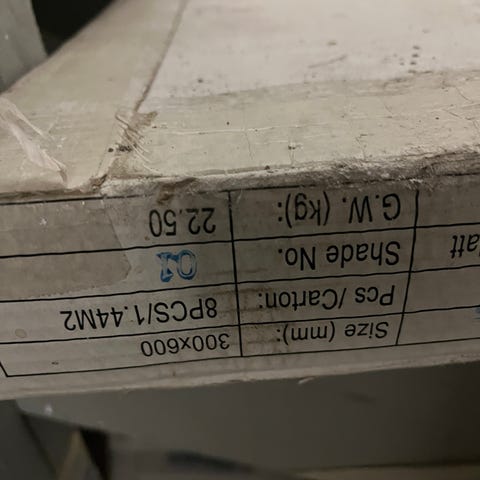 Size (mm): 300x600
Pcs / Carton: 8PCS/1.44M2
Shade No. 01
G.W. (kg): 22.50